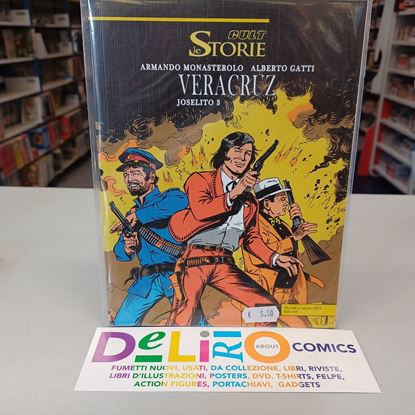 CULT
le STORIE
ARMANDO MONASTEROLO ALBERTO GATTI
VERACRUZ
JOSELITO 3
€ 5,50
DeLiRiO ABOUT COMICS
FUMETTI NUOVI, USATI, DA COLLEZIONE, LIBRI, RIVISTE,
LIBRI D'ILLUSTRAZIONI, POSTERS, DVD, T-SHIRTS, FELPE,
ACTION FIGURES, PORTACHIAVI, GADGETS